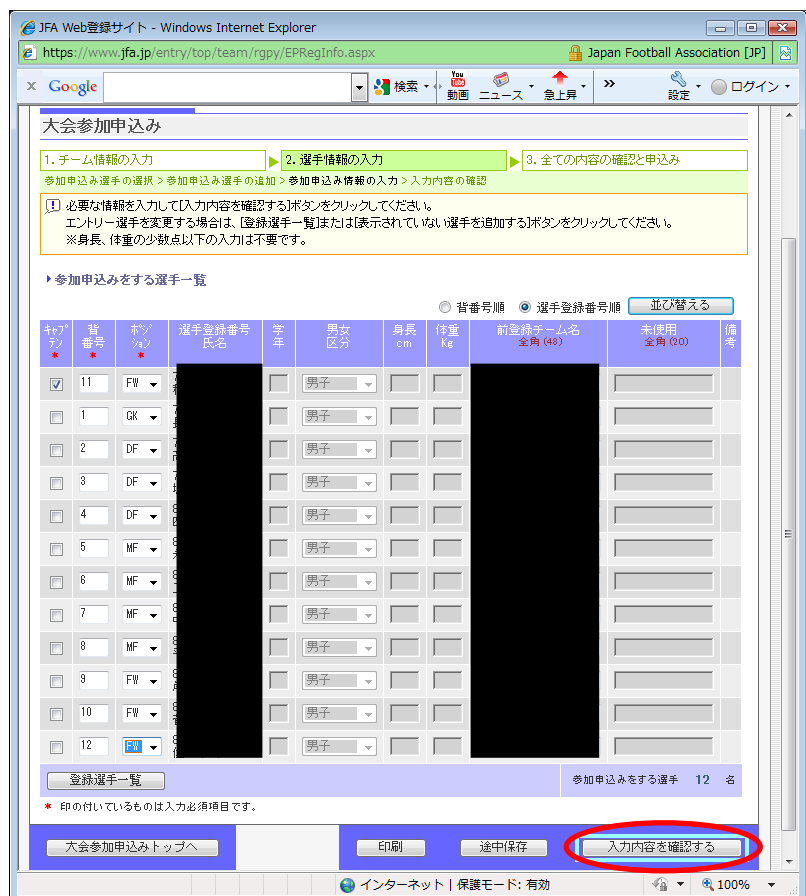 JFA Web登録サイト - Windows Internet Explorer
https://www.jfa.jp/entry/top/team/rgpy/EPRegInfo.aspx Japan Football Association [JP]
x Google 検索 You Tube 動画 ニュース 急上昇 » 設定 ログイン
大会参加申込み
1. チーム情報の入力 2. 選手情報の入力 3. 全ての内容の確認と申込み
参加申込み選手の選択 > 参加申込み選手の追加 > 参加申込み情報の入力 > 入力内容の確認
必要な情報を入力して[入力内容を確認する]ボタンをクリックしてください。
エントリー選手を変更する場合は、[登録選手一覧]または[表示されていない選手を追加する]ボタンをクリックしてください。
※身長、体重の少数点以下の入力は不要です。
参加申込みをする選手一覧
背番号順 選手登録番号順 並び替える
ｷｬﾌﾟ 背 ﾎﾟｼﾞ 選手登録番号 学 男女 身長 体重 前登録チーム名 未使用 備
ﾃﾝ 番号 ｼｮﾝ 氏名 年 区分 cm Kg 全角(48) 全角(20) 考
* * *
11 FW 男子
1 GK 男子
2 DF 男子
3 DF 男子
4 DF 男子
5 MF 男子
6 MF 男子
7 MF 男子
8 MF 男子
9 FW 男子
10 FW 男子
12 FW 男子
登録選手一覧 参加申込みをする選手 12 名
* 印の付いているものは入力必須項目です。
大会参加申込みトップへ 印刷 途中保存 入力内容を確認する
インターネット | 保護モード: 有効 100%